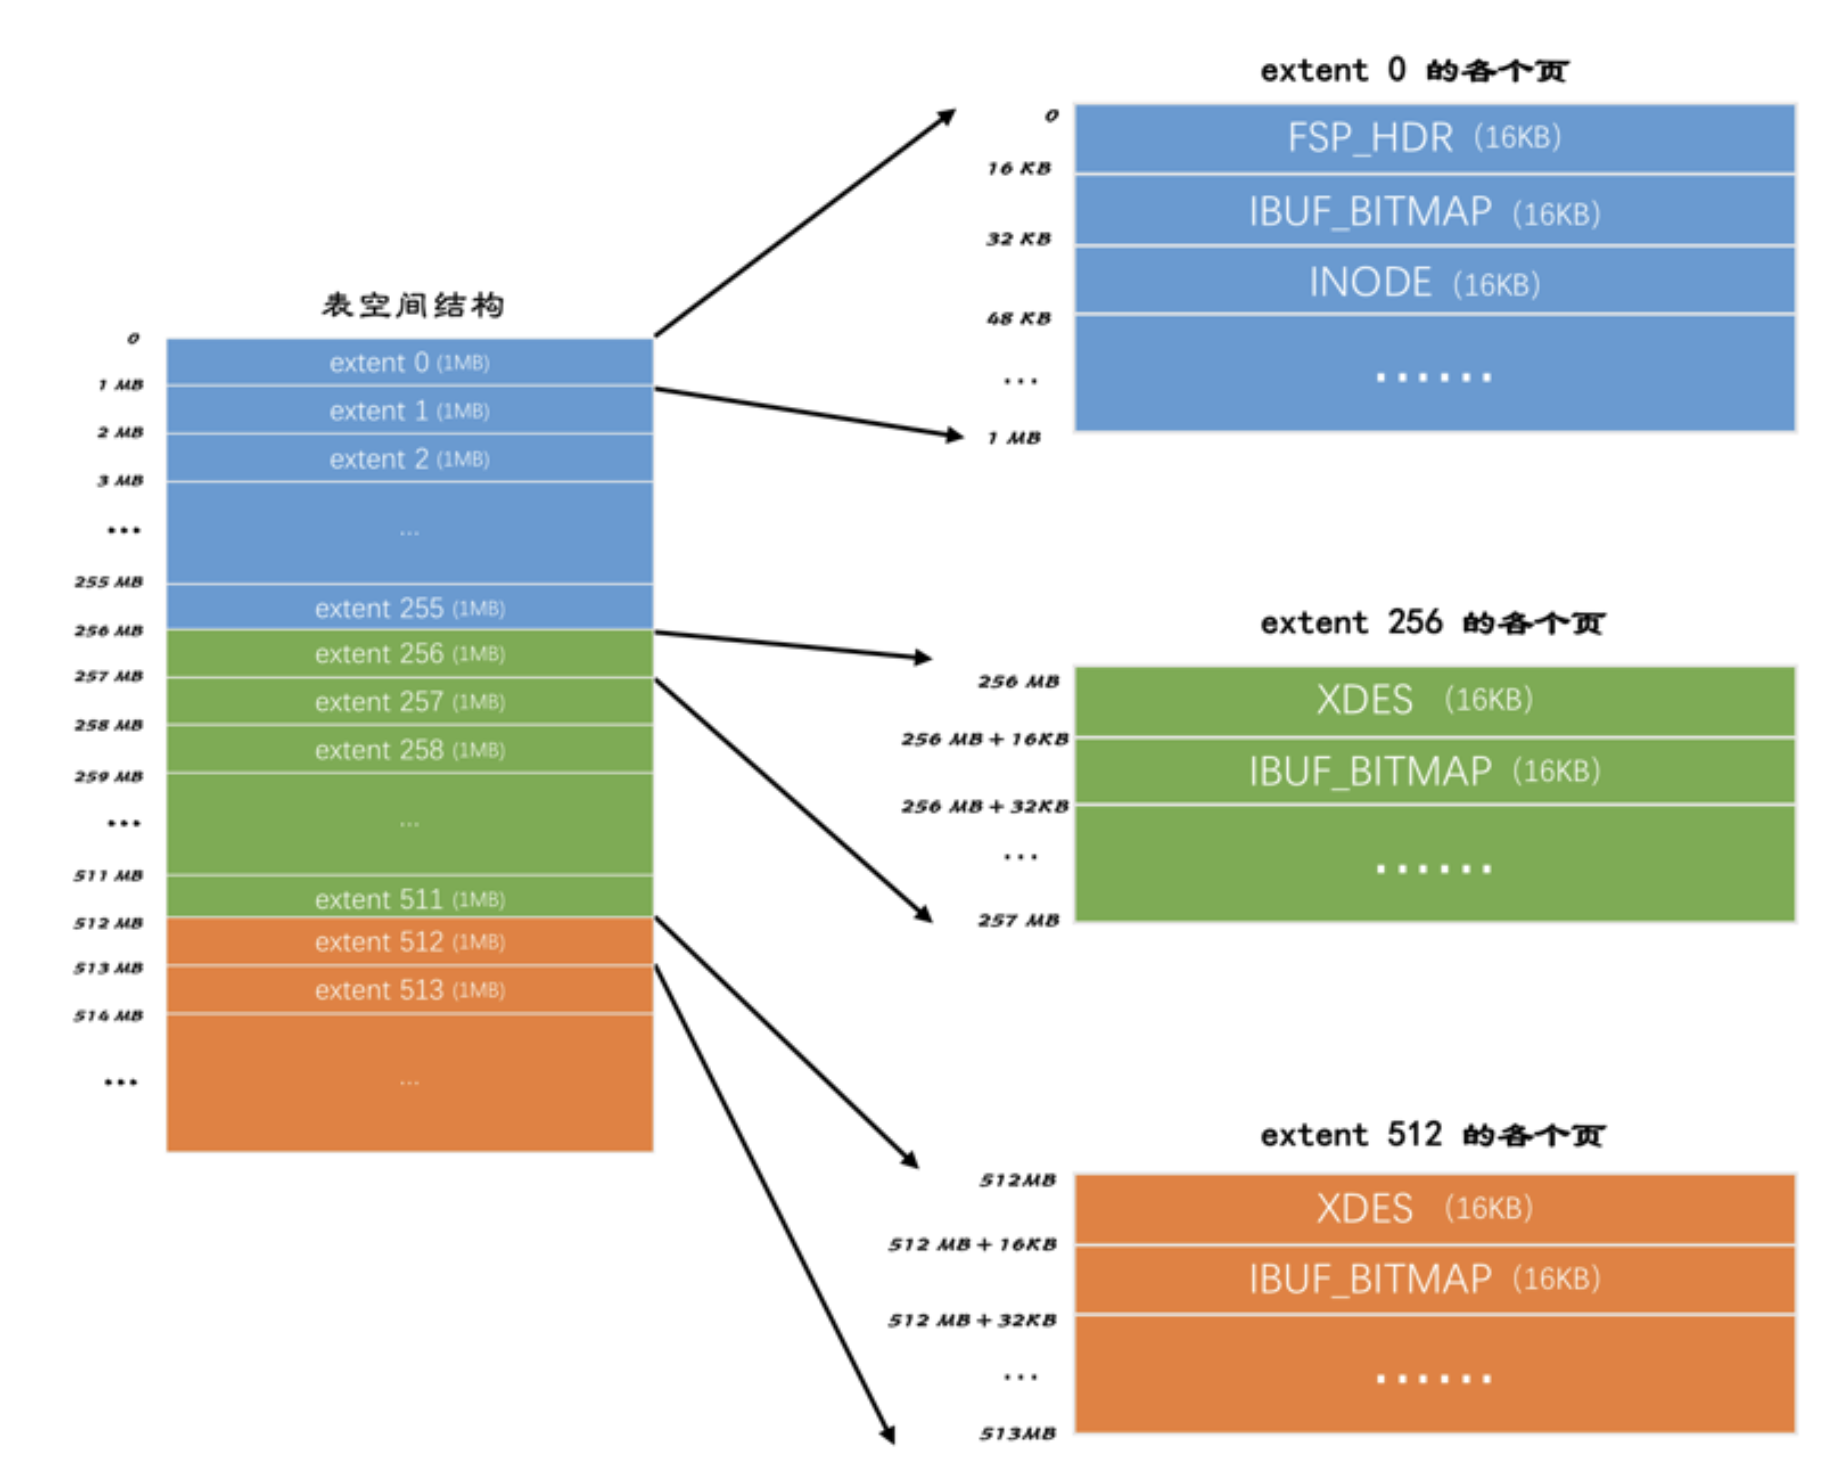 表空间结构
0
extent 0 (1MB)
1 MB
extent 1 (1MB)
2 MB
extent 2 (1MB)
3 MB
...
...
255 MB
extent 255 (1MB)
256 MB
extent 256 (1MB)
257 MB
extent 257 (1MB)
258 MB
extent 258 (1MB)
259 MB
...
...
511 MB
extent 511 (1MB)
512 MB
extent 512 (1MB)
513 MB
extent 513 (1MB)
514 MB
...
...
extent 0 的各个页
0
FSP_HDR (16KB)
16 KB
IBUF_BITMAP (16KB)
32 KB
INODE (16KB)
48 KB
...
......
1 MB
extent 256 的各个页
256 MB
XDES (16KB)
256 MB + 16KB
IBUF_BITMAP (16KB)
256 MB + 32KB
...
......
257 MB
extent 512 的各个页
512MB
XDES (16KB)
512 MB + 16KB
IBUF_BITMAP (16KB)
512 MB + 32KB
...
......
513MB